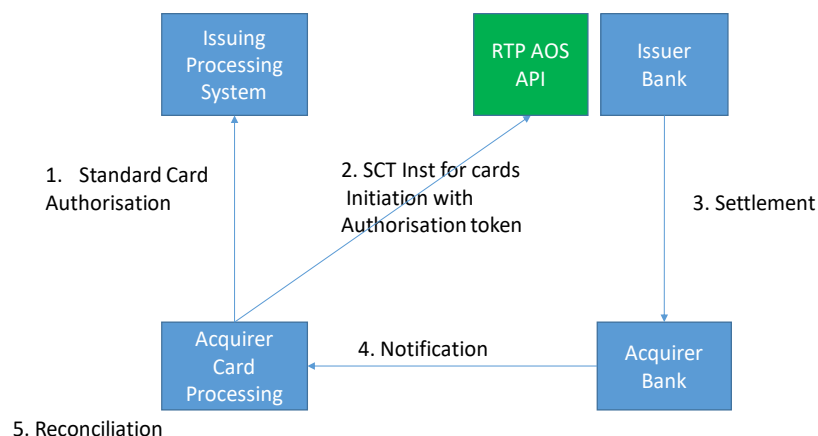 Issuing
Processing
System
RTP AOS
API
Issuer
Bank
1. Standard Card
Authorisation
2. SCT Inst for cards
Initiation with
Authorisation token
3. Settlement
Acquirer
Card
Processing
4. Notification
Acquirer
Bank
5. Reconciliation